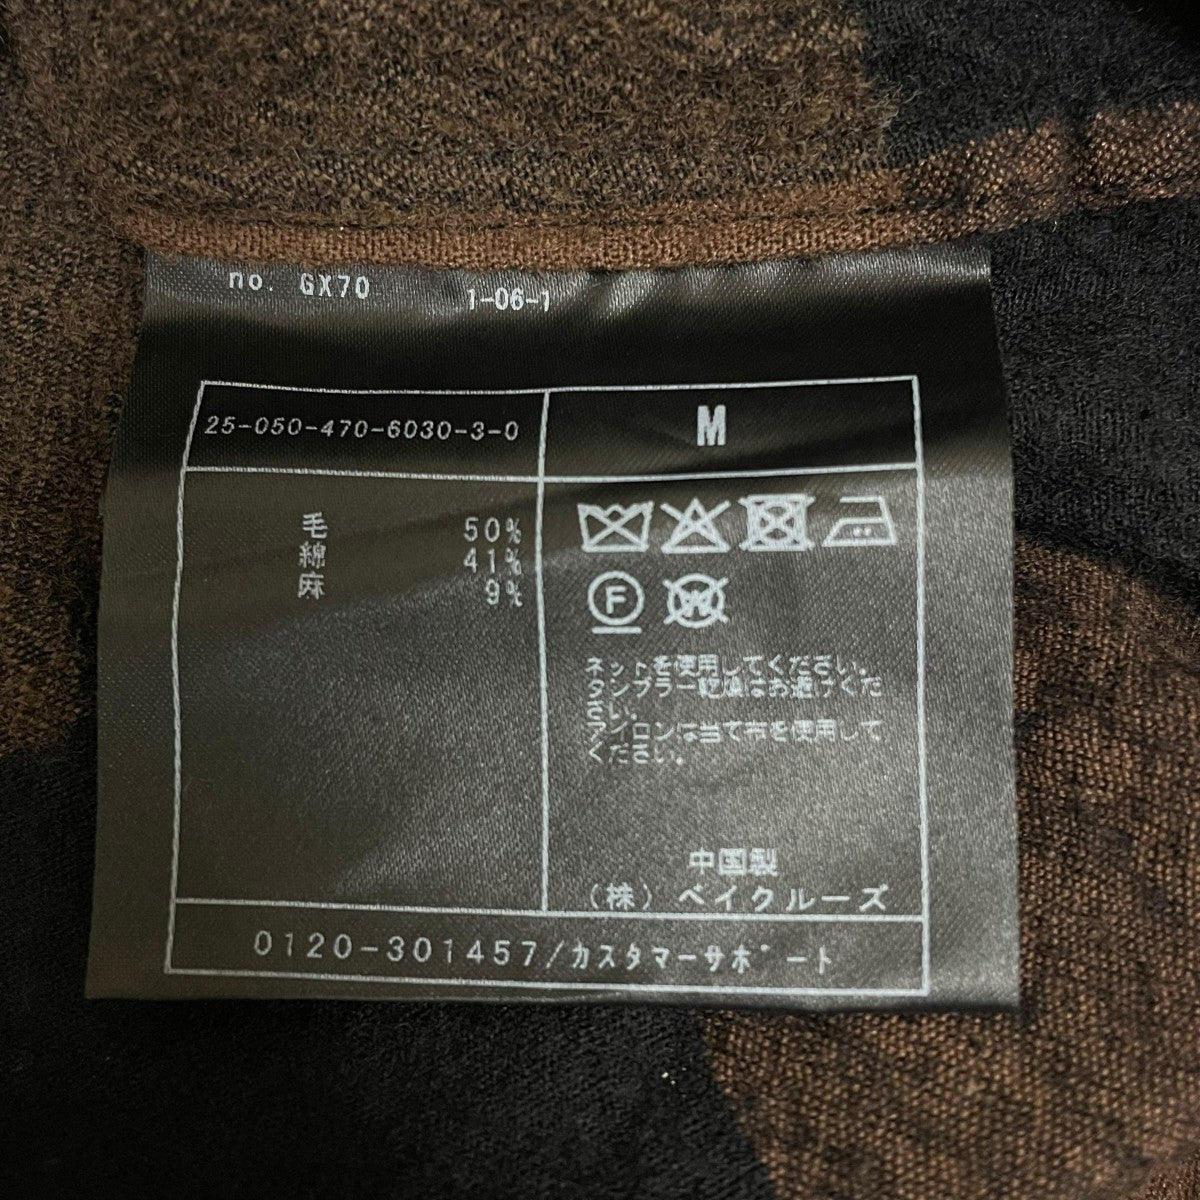 no. GX70 1-06-1
25-050-470-6030-3-0
M
毛 50%
綿 41%
麻 9%
F
W
ネットを使用してください。
タンブラー乾燥はお避けくだ
さい。
アイロンは当て布を使用して
ください。
中国製
(株) ベイクルーズ
0120-301457/カスタマーサポート